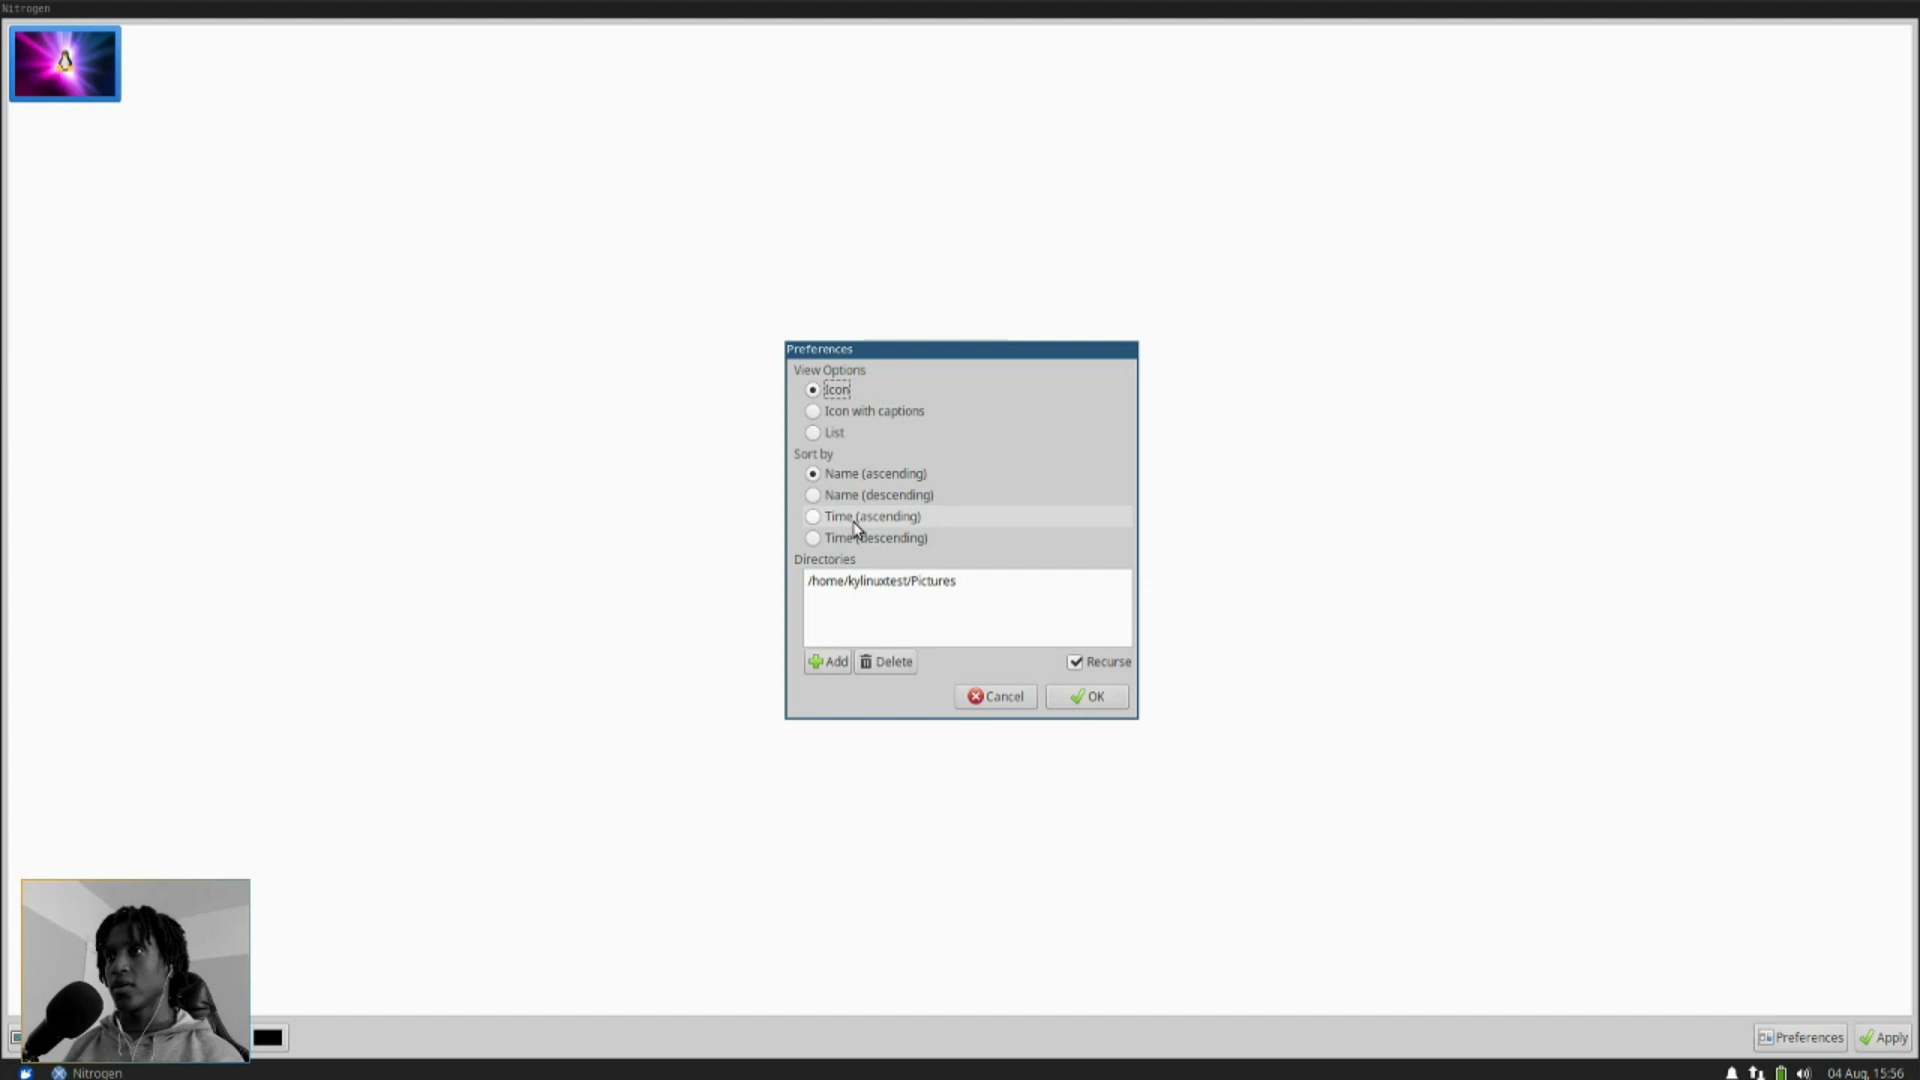 Nitrogen
Preferences
View Options
Icon
Icon with captions
List
Sort by
Name (ascending)
Name (descending)
Time (ascending)
Time (descending)
Directories
/home/kylinuxtest/Pictures
Add
Delete
Recurse
Cancel
OK
Preferences
Apply
Nitrogen
04 Aug, 15:56